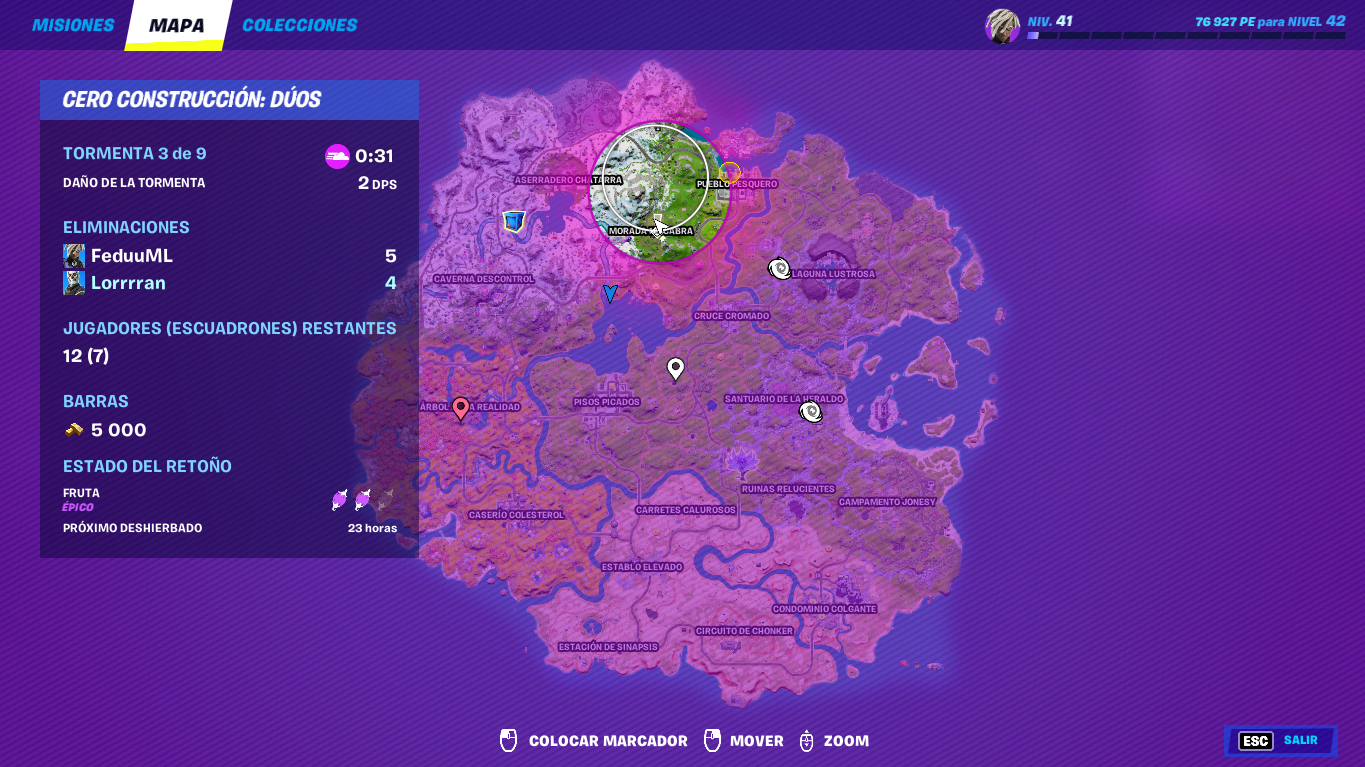 MISIONES
MAPA
COLECCIONES
NIV. 41
76 927 PE para NIVEL 42
CERO CONSTRUCCIÓN: DÚOS
TORMENTA 3 de 9
0:31
DAÑO DE LA TORMENTA
2 DPS
ELIMINACIONES
FeduuML
5
Lorrrran
4
JUGADORES (ESCUADRONES) RESTANTES
12 (7)
BARRAS
5 000
ESTADO DEL RETOÑO
FRUTA
ÉPICO
PRÓXIMO DESHIERBADO
23 horas
ASERRADERO CHATARRA
PUEBLO PESQUERO
MORADA
CAVERNA DESCONTROL
LAGUNA LUSTROSA
CRUCE CROMADO
ÁRBOL
A REALIDAD
PISOS PICADOS
SANTUARIO DE LA HERALDO
RUINAS RELUCIENTES
CAMPAMENTO JONESY
CARRETES CALUROSOS
CASERÍO COLESTEROL
ESTABLO ELEVADO
CONDOMINIO COLGANTE
CIRCUITO DE CHONKER
ESTACIÓN DE SINAPSIS
COLOCAR MARCADOR
MOVER
ZOOM
ESC
SALIR